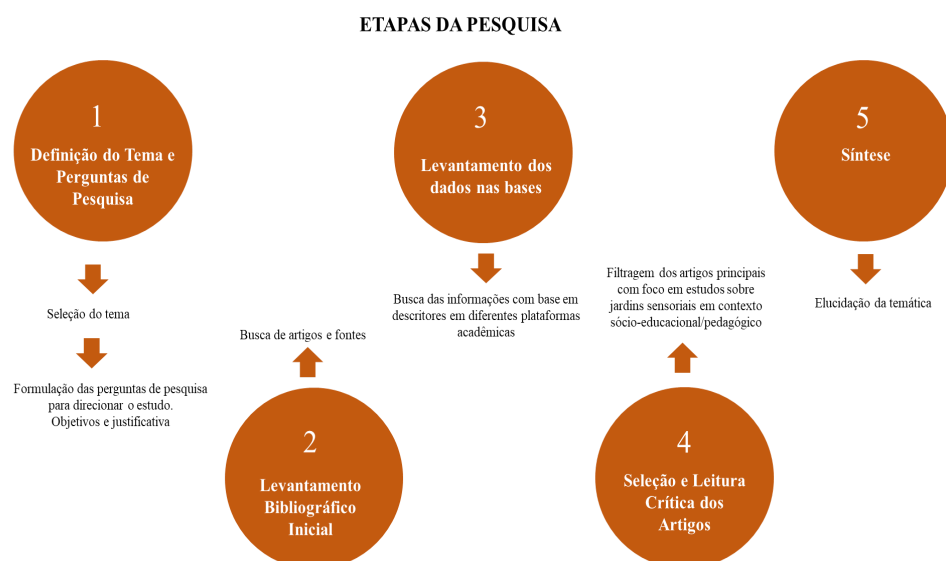 ETAPAS DA PESQUISA
1
Definição do Tema e
Perguntas de
Pesquisa
Seleção do tema
Formulação das perguntas de pesquisa
para direcionar o estudo.
Objetivos e justificativa
Busca de artigos e fontes
2
Levantamento
Bibliográfico
Inicial
3
Levantamento dos
dados nas bases
Busca das informações com base em
descritores em diferentes plataformas
acadêmicas
Filtragem dos artigos principais
com foco em estudos sobre
jardins sensoriais em contexto
sócio-educacional/pedagógico
4
Seleção e Leitura
Crítica dos
Artigos
5
Síntese
Elucidação da temática